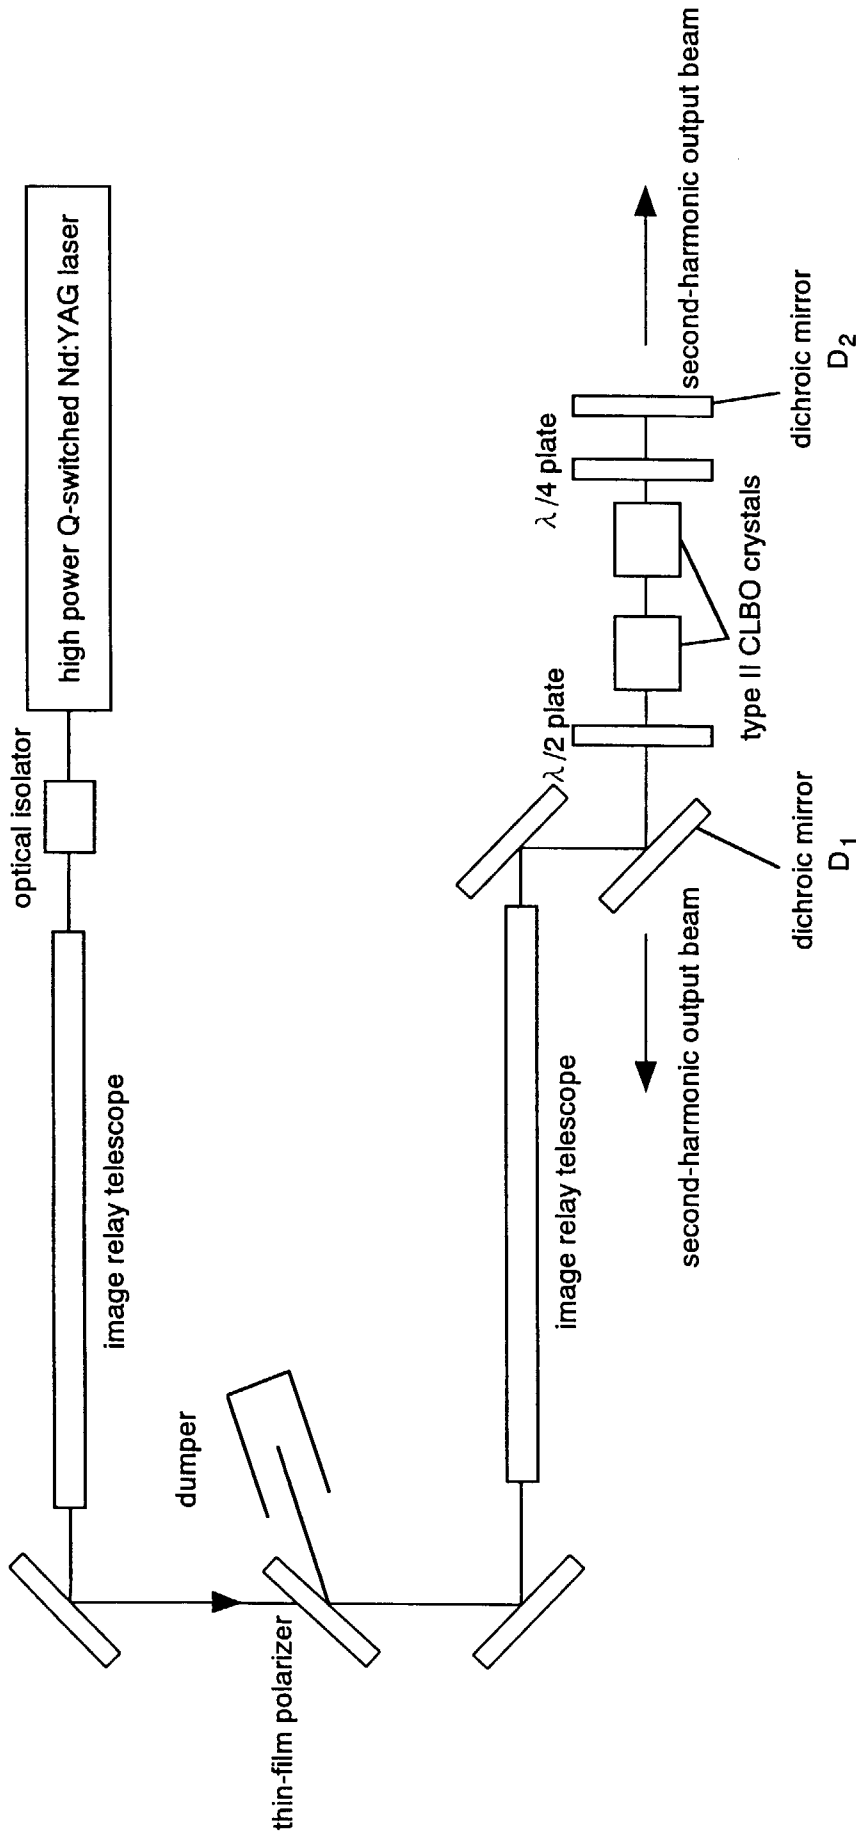 high power Q-switched Nd:YAG laser
optical isolator
image relay telescope
dumper
thin-film polarizer
image relay telescope
λ/2 plate
λ/4 plate
type II CLBO crystals
second-harmonic output beam
dichroic mirror
D1
second-harmonic output beam
dichroic mirror
D2